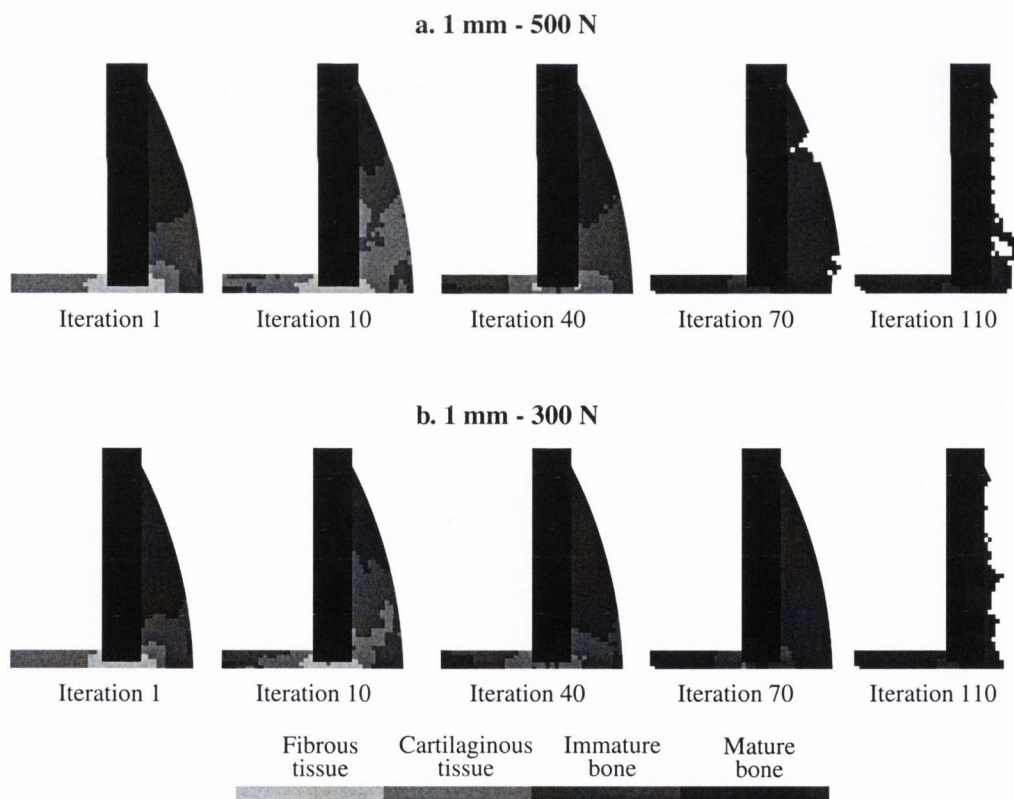 a. 1 mm - 500 N
Iteration 1
Iteration 10
Iteration 40
Iteration 70
Iteration 110
b. 1 mm - 300 N
Iteration 1
Iteration 10
Iteration 40
Iteration 70
Iteration 110
Fibrous
tissue
Cartilaginous
tissue
Immature
bone
Mature
bone